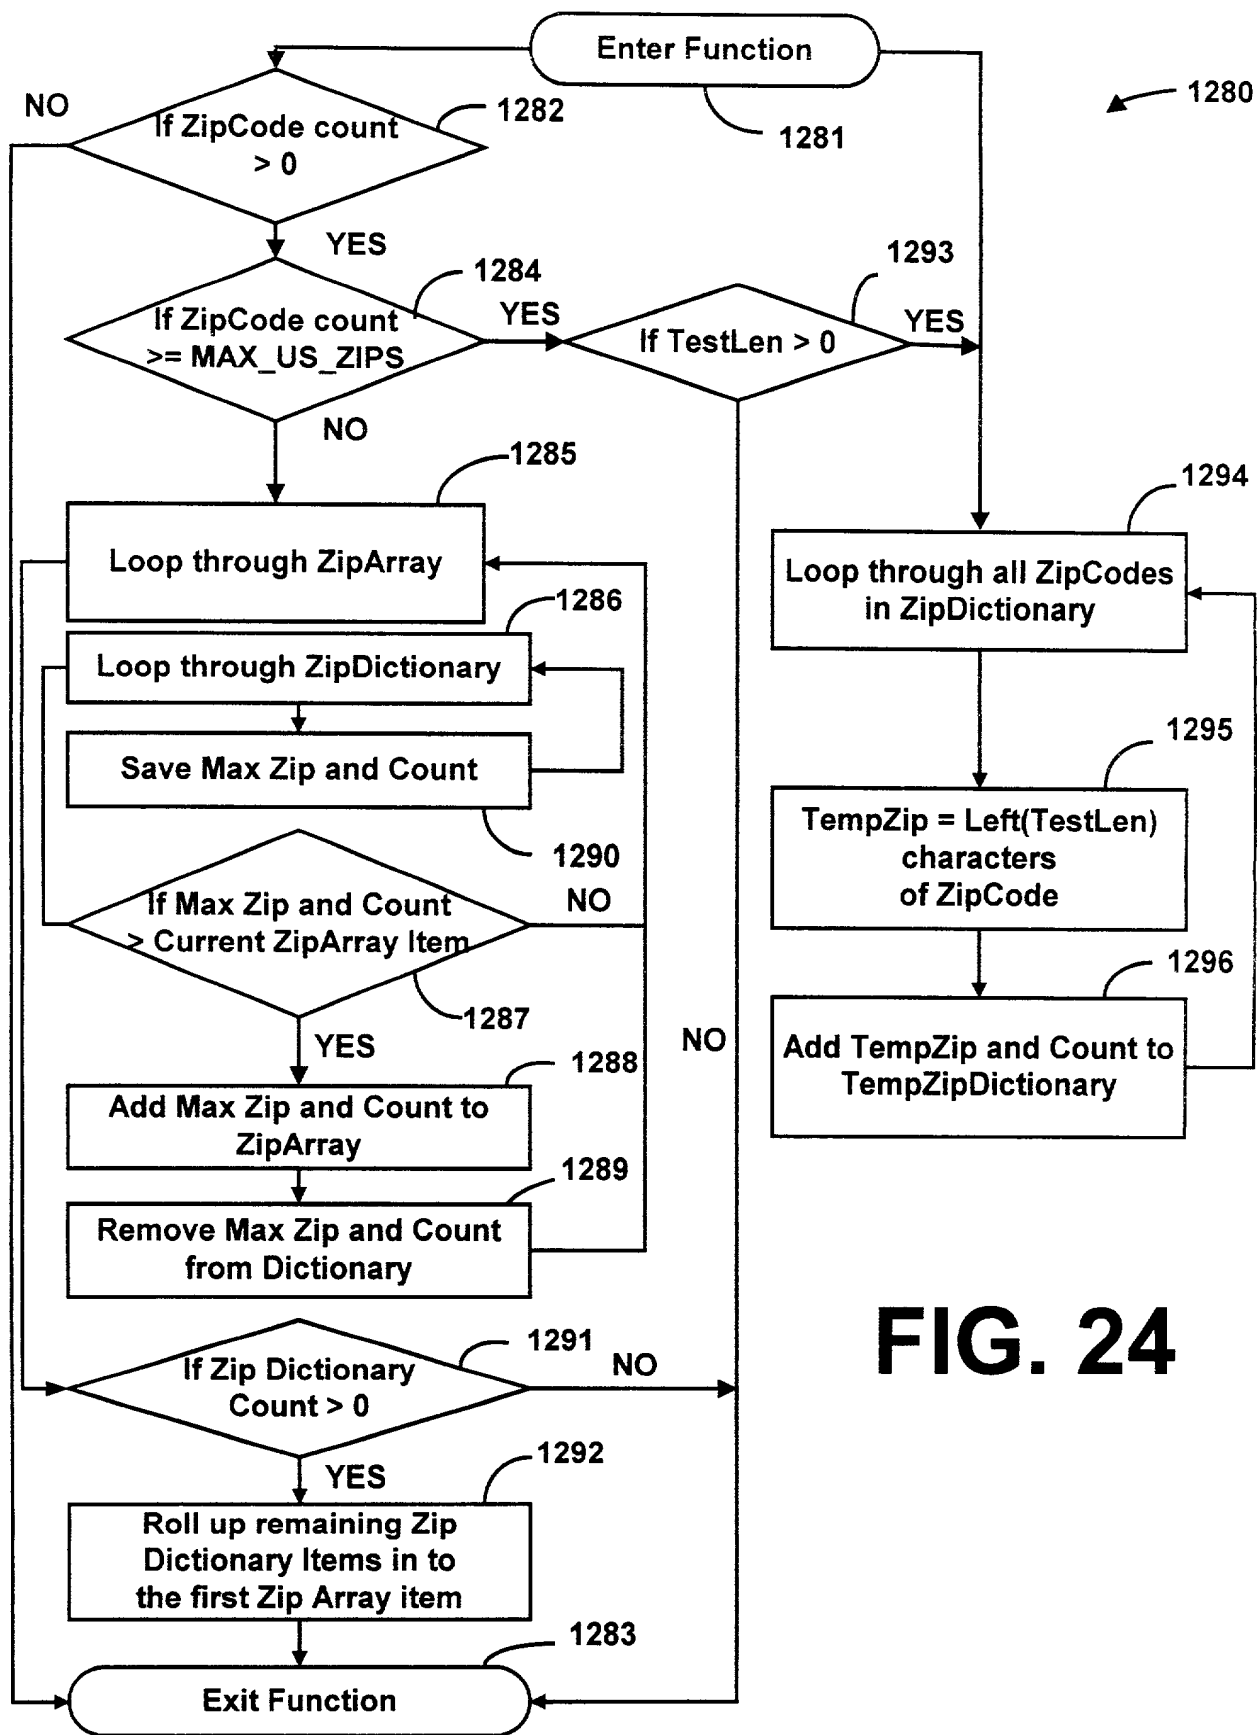 Enter Function
1281
1280
NO
If ZipCode count
> 0
1282
YES
If ZipCode count
>= MAX_US_ZIPS
1284
YES
If TestLen > 0
1293
YES
NO
Loop through ZipArray
1285
Loop through ZipDictionary
1286
Save Max Zip and Count
1290
If Max Zip and Count
> Current ZipArray Item
NO
1287
YES
Add Max Zip and Count to
ZipArray
1288
Remove Max Zip and Count
from Dictionary
1289
NO
Loop through all ZipCodes
in ZipDictionary
1294
TempZip = Left(TestLen)
characters
of ZipCode
1295
Add TempZip and Count to
TempZipDictionary
1296
If Zip Dictionary
Count > 0
1291
NO
YES
Roll up remaining Zip
Dictionary Items in to
the first Zip Array item
1292
Exit Function
1283
FIG. 24